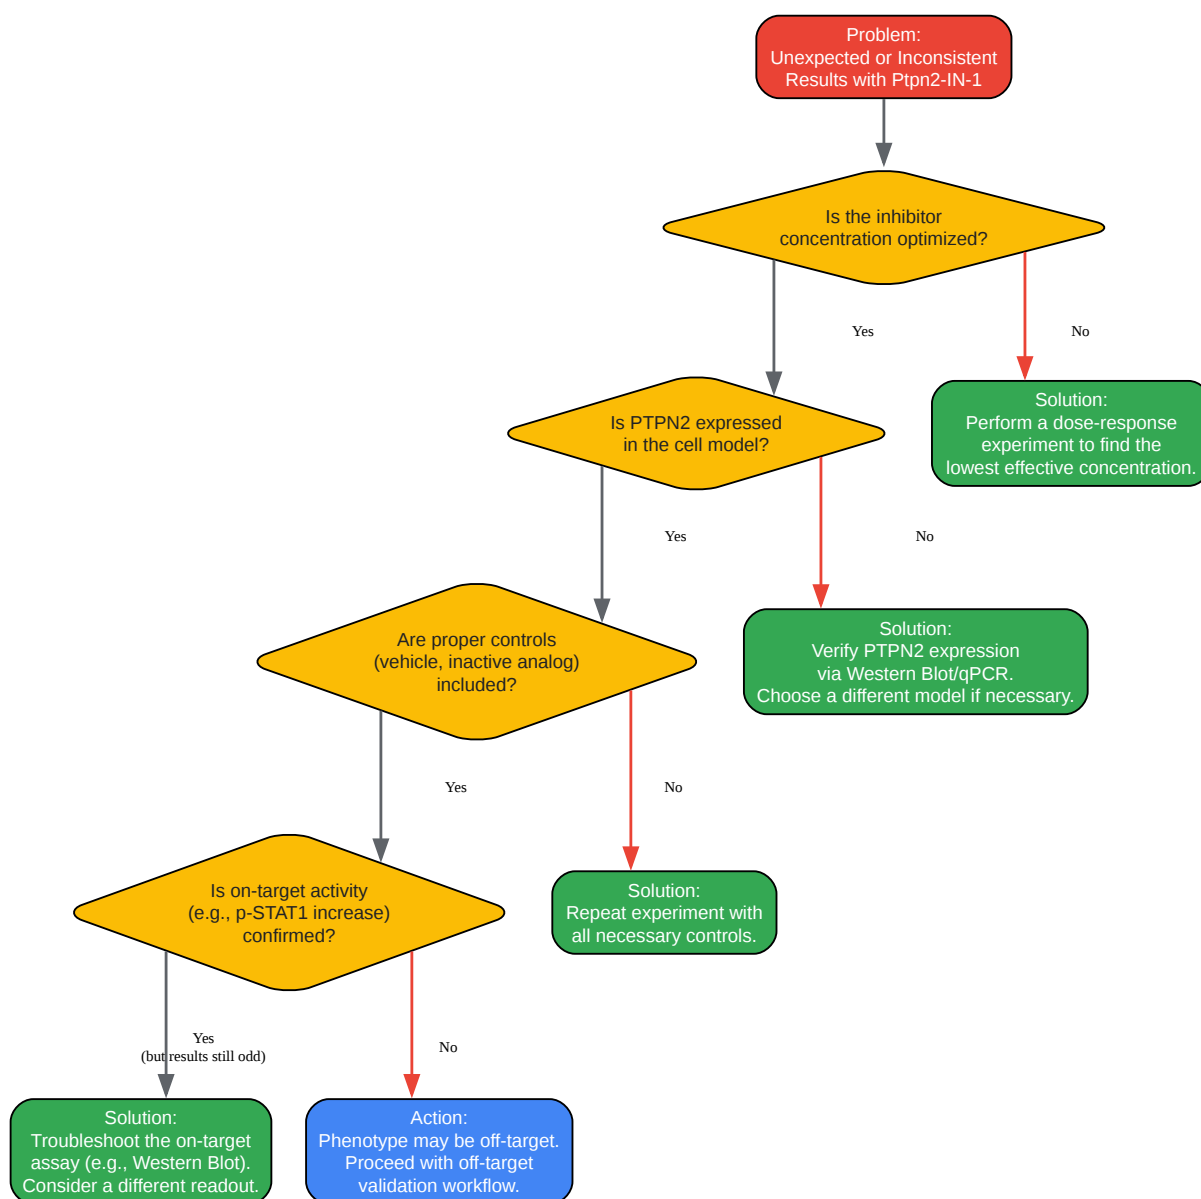 Problem:
Unexpected or Inconsistent
Results with Ptpn2-IN-1
Is the inhibitor
concentration optimized?
Yes
No
Is PTPN2 expressed
in the cell model?
Solution:
Perform a dose-response
experiment to find the
lowest effective concentration.
Yes
No
Are proper controls
(vehicle, inactive analog)
included?
Solution:
Verify PTPN2 expression
via Western Blot/qPCR.
Choose a different model if necessary.
Yes
No
Is on-target activity
(e.g., p-STAT1 increase)
confirmed?
Solution:
Repeat experiment with
all necessary controls.
Yes
(but results still odd)
No
Solution:
Troubleshoot the on-target
assay (e.g., Western Blot).
Consider a different readout.
Action:
Phenotype may be off-target.
Proceed with off-target
validation workflow.